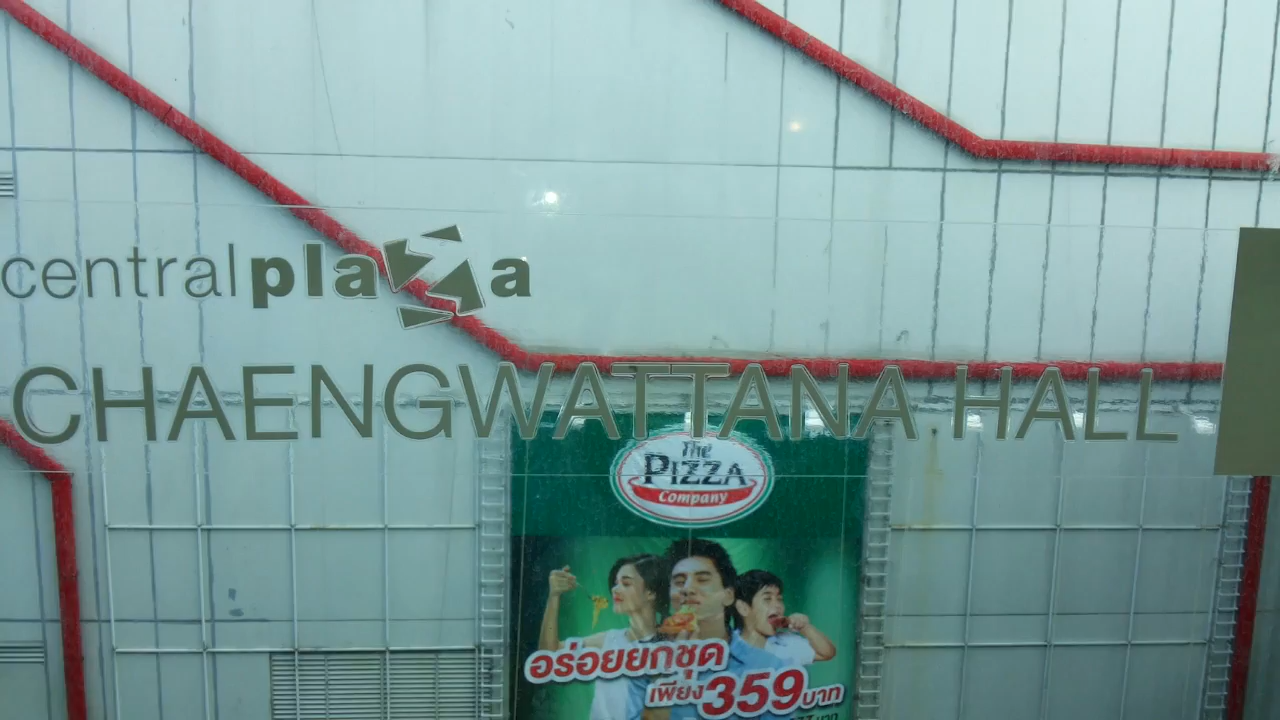 centralplaza
CHAENGWATTANA HALL
The
PIZZA
Company
อร่อยยกชุด
เพียง 359 บาท